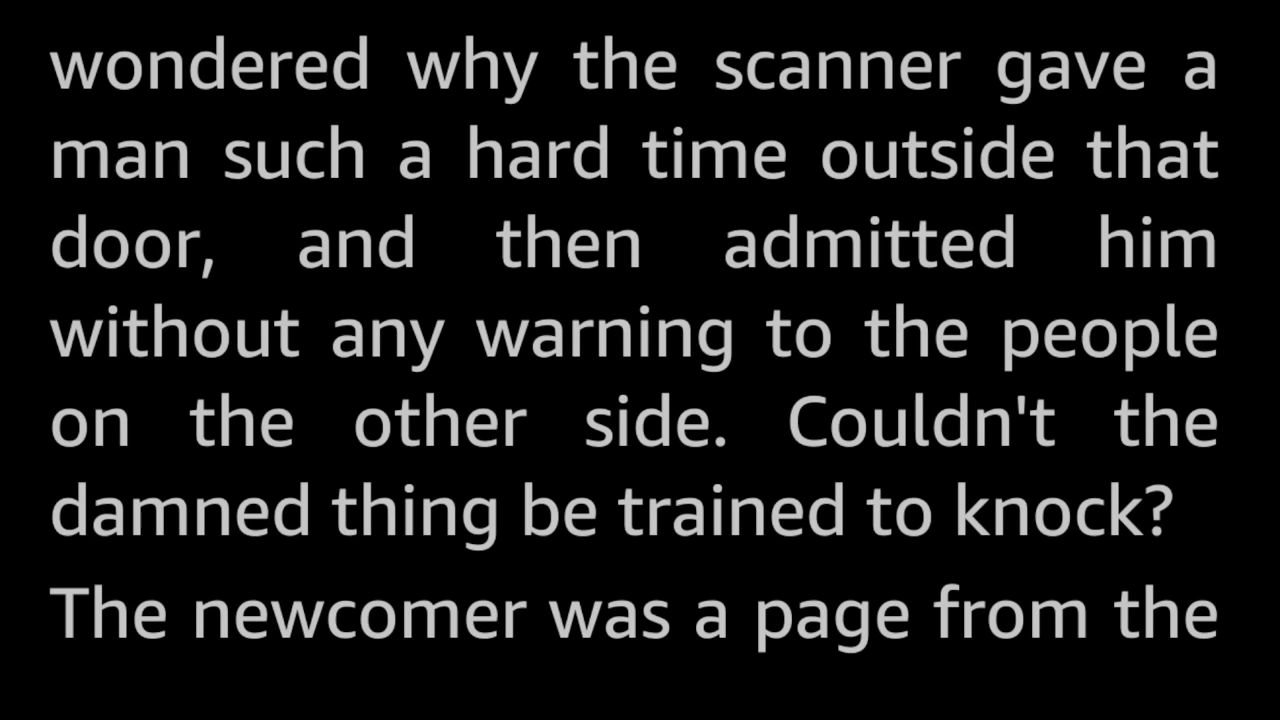 wondered why the scanner gave a
man such a hard time outside that
door, and then admitted him
without any warning to the people
on the other side. Couldn't the
damned thing be trained to knock?
The newcomer was a page from the